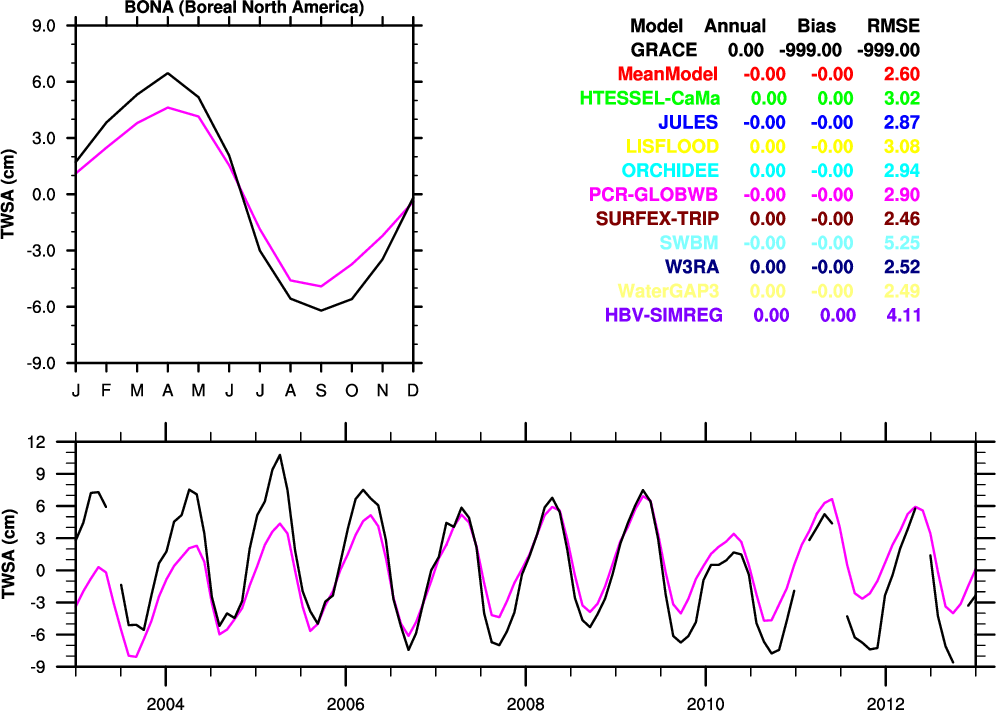 BONA (Boreal North America)
9.0
6.0
3.0
0.0
-3.0
-6.0
-9.0
TWSA (cm)
J F M A M J J A S O N D
Model Annual Bias RMSE
GRACE 0.00 -999.00 -999.00
MeanModel -0.00 -0.00 2.60
HTESSEL-CaMa 0.00 0.00 3.02
JULES -0.00 -0.00 2.87
LISFLOOD 0.00 -0.00 3.08
ORCHIDEE 0.00 -0.00 2.94
PCR-GLOBWB -0.00 -0.00 2.90
SURFEX-TRIP 0.00 -0.00 2.46
SWBM -0.00 -0.00 5.25
W3RA 0.00 -0.00 2.52
WaterGAP3 0.00 -0.00 2.49
HBV-SIMREG 0.00 0.00 4.11
12
9
6
3
0
-3
-6
-9
TWSA (cm)
2004 2006 2008 2010 2012